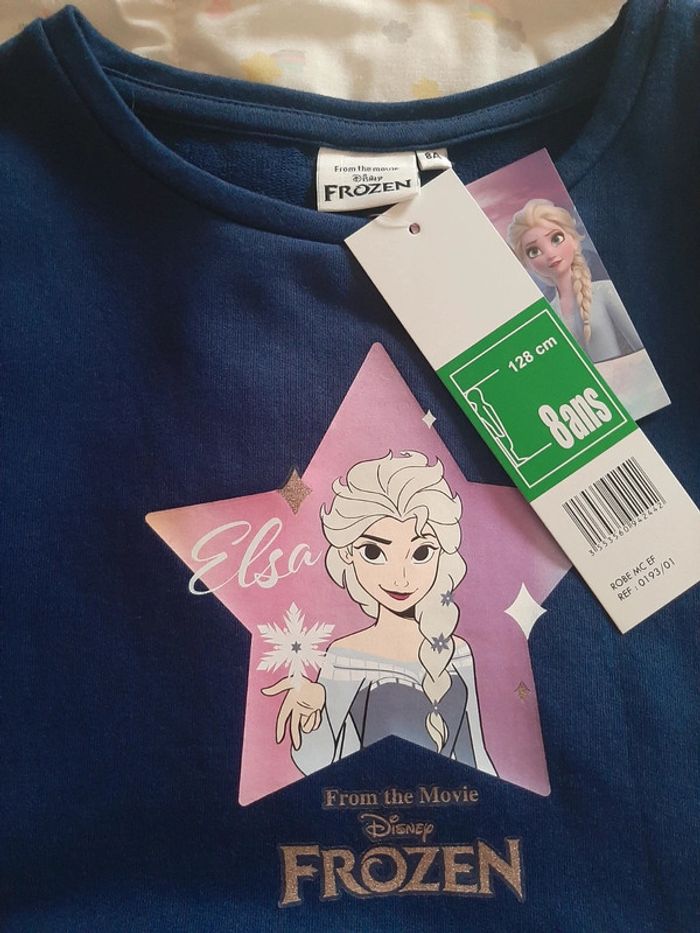 From the movie
Disney
FROZEN
8A
128 cm
8ans
3553560942442
ROBE MC EF
REF : 0193/01
Elsa
From the Movie
Disney
FROZEN